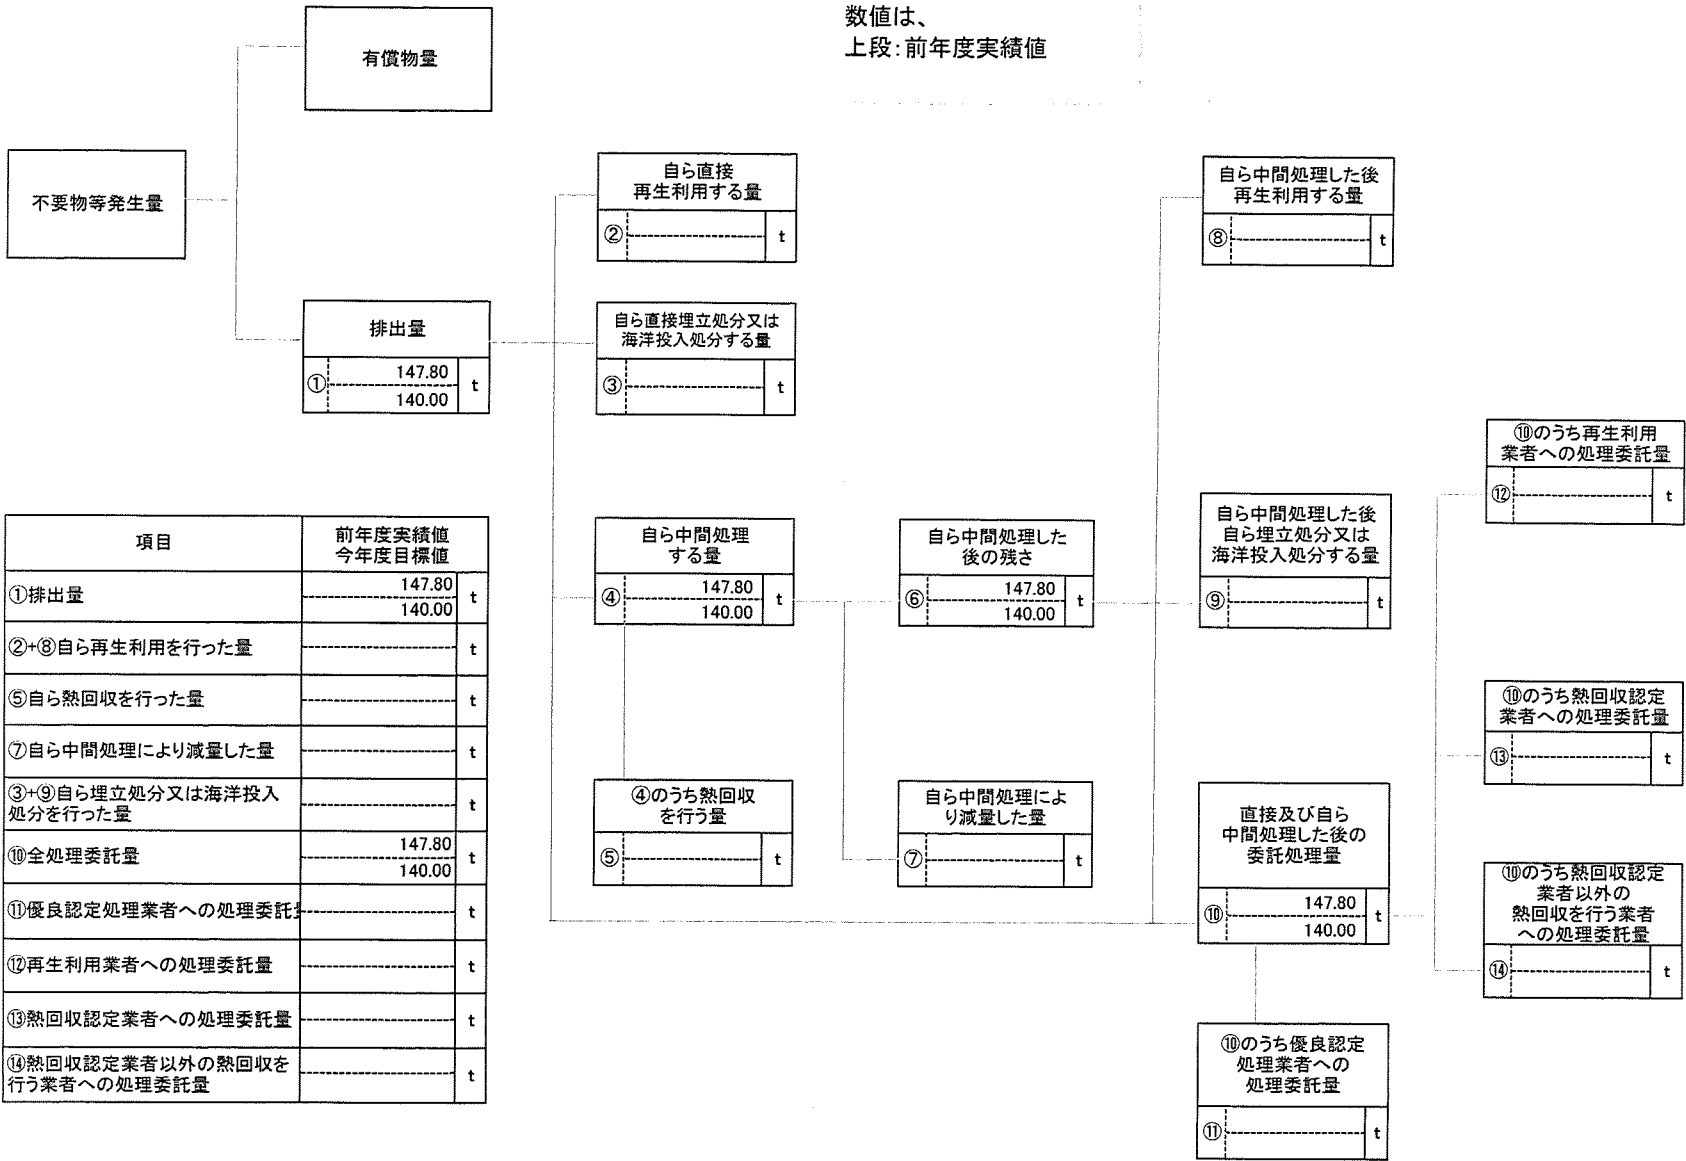 数値は、
上段:前年度実績値
有償物量
不要物等発生量
排出量
① 147.80 t
140.00
自ら直接
再生利用する量
② t
自ら直接埋立処分又は
海洋投入処分する量
③ t
自ら中間処理
する量
④ 147.80 t
140.00
④のうち熱回収
を行う量
⑤ t
自ら中間処理した
後の残さ
⑥ 147.80 t
140.00
自ら中間処理によ
り減量した量
⑦ t
自ら中間処理した後
再生利用する量
⑧ t
自ら中間処理した後
自ら埋立処分又は
海洋投入処分する量
⑨ t
直接及び自ら
中間処理した後の
委託処理量
⑩ 147.80 t
140.00
⑩のうち優良認定
処理業者への
処理委託量
⑪ t
⑩のうち再生利用
業者への処理委託量
⑫ t
⑩のうち熱回収認定
業者への処理委託量
⑬ t
⑩のうち熱回収認定
業者以外の
熱回収を行う業者
への処理委託量
⑭ t
項目 前年度実績値
今年度目標値
①排出量 147.80 t
140.00
②+⑧自ら再生利用を行った量 t
⑤自ら熱回収を行った量 t
⑦自ら中間処理により減量した量 t
③+⑨自ら埋立処分又は海洋投入
処分を行った量 t
⑩全処理委託量 147.80 t
140.00
⑪優良認定処理業者への処理委託 t
⑫再生利用業者への処理委託量 t
⑬熱回収認定業者への処理委託量 t
⑭熱回収認定業者以外の熱回収を
行う業者への処理委託量 t